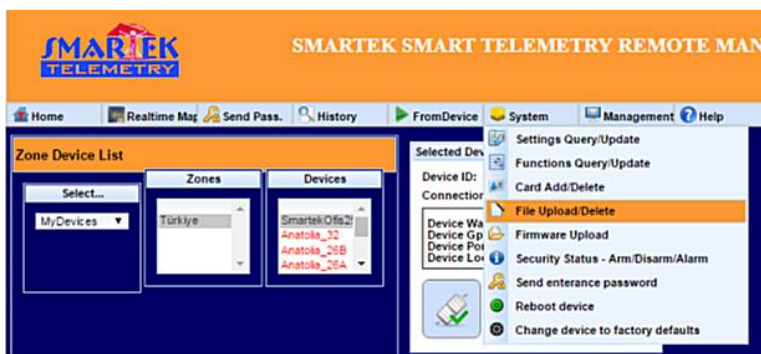 SMARTEK
TELEMETRY
SMARTEK SMART TELEMETRY REMOTE MAN
Home Realtime Map Send Pass. History FromDevice System Management Help
Zone Device List
Select...
MyDevices
Zones
Türkiye
Devices
SmartekOfis25
Anatolia_32
Anatolia_26B
Anatolia_26A
Selected Dev
Device ID:
Connection
Device Wa
Device Gp
Device Po
Device Lo
Settings Query/Update
Functions Query/Update
Card Add/Delete
File Upload/Delete
Firmware Upload
Security Status - Arm/Disarm/Alarm
Send enterance password
Reboot device
Change device to factory defaults